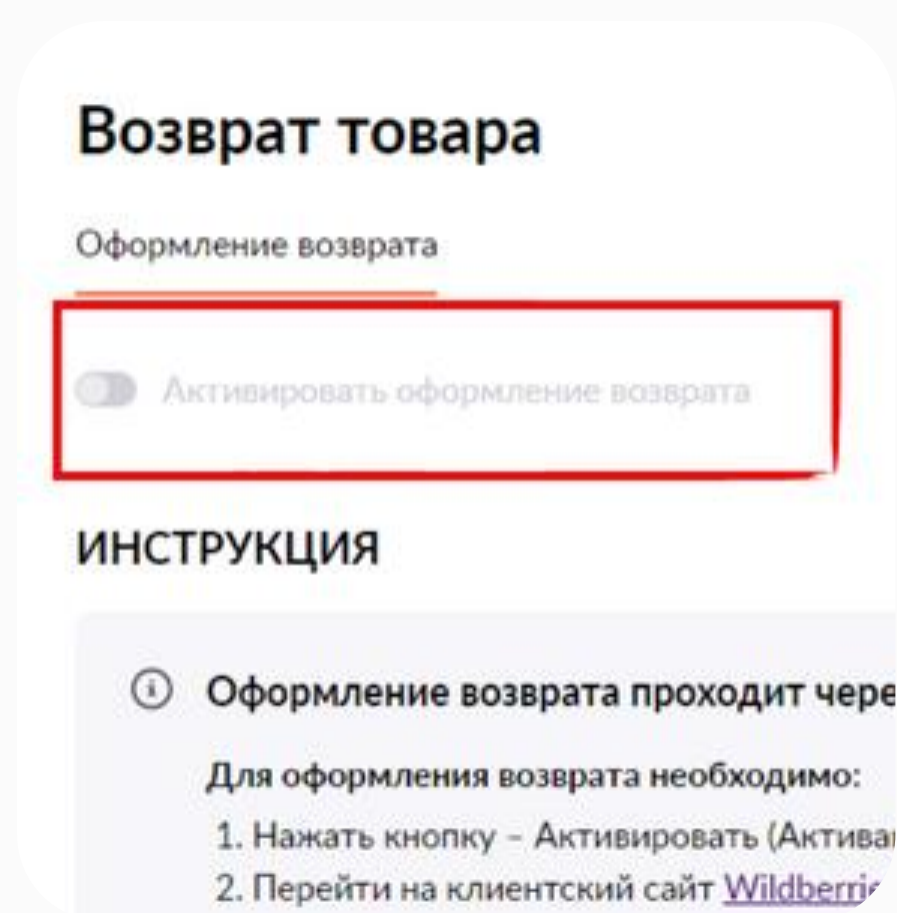 Возврат товара
Оформление возврата
Активировать оформление возврата
ИНСТРУКЦИЯ
Оформление возврата проходит чере
Для оформления возврата необходимо:
1. Нажать кнопку – Активировать (Актива
2. Перейти на клиентский сайт Wildberrie